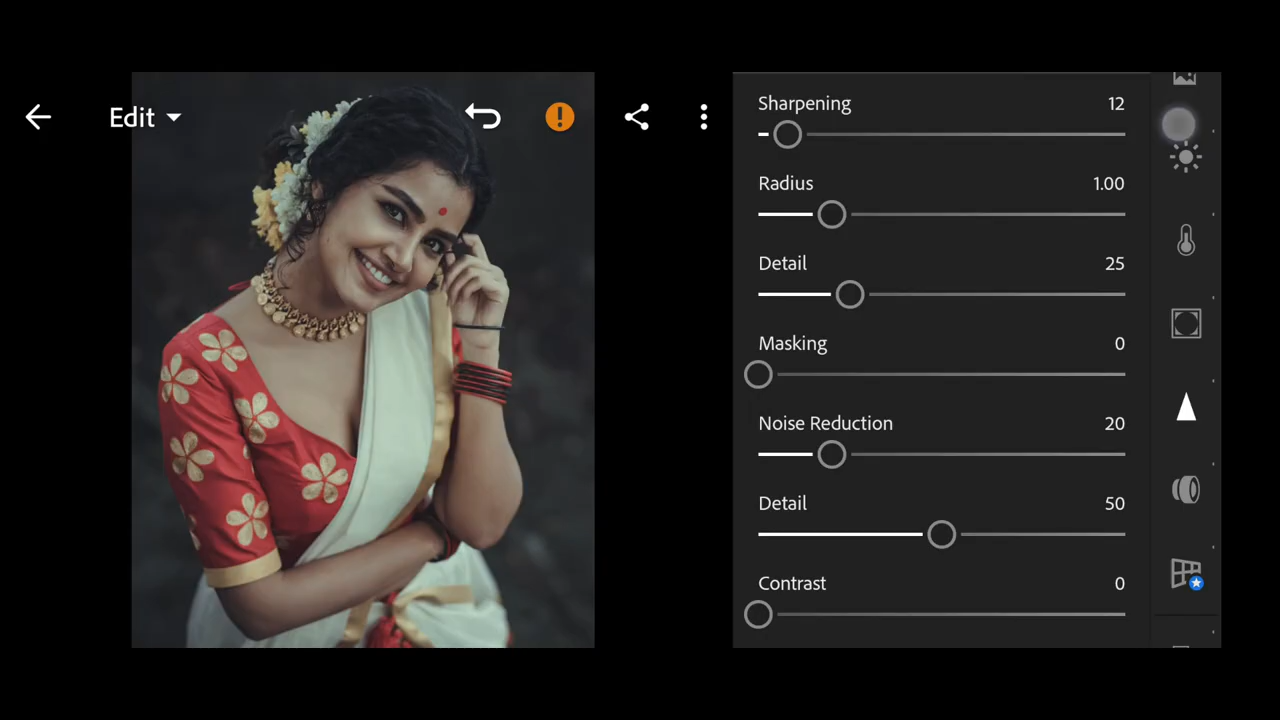 Edit
Sharpening 12
Radius 1.00
Detail 25
Masking 0
Noise Reduction 20
Detail 50
Contrast 0